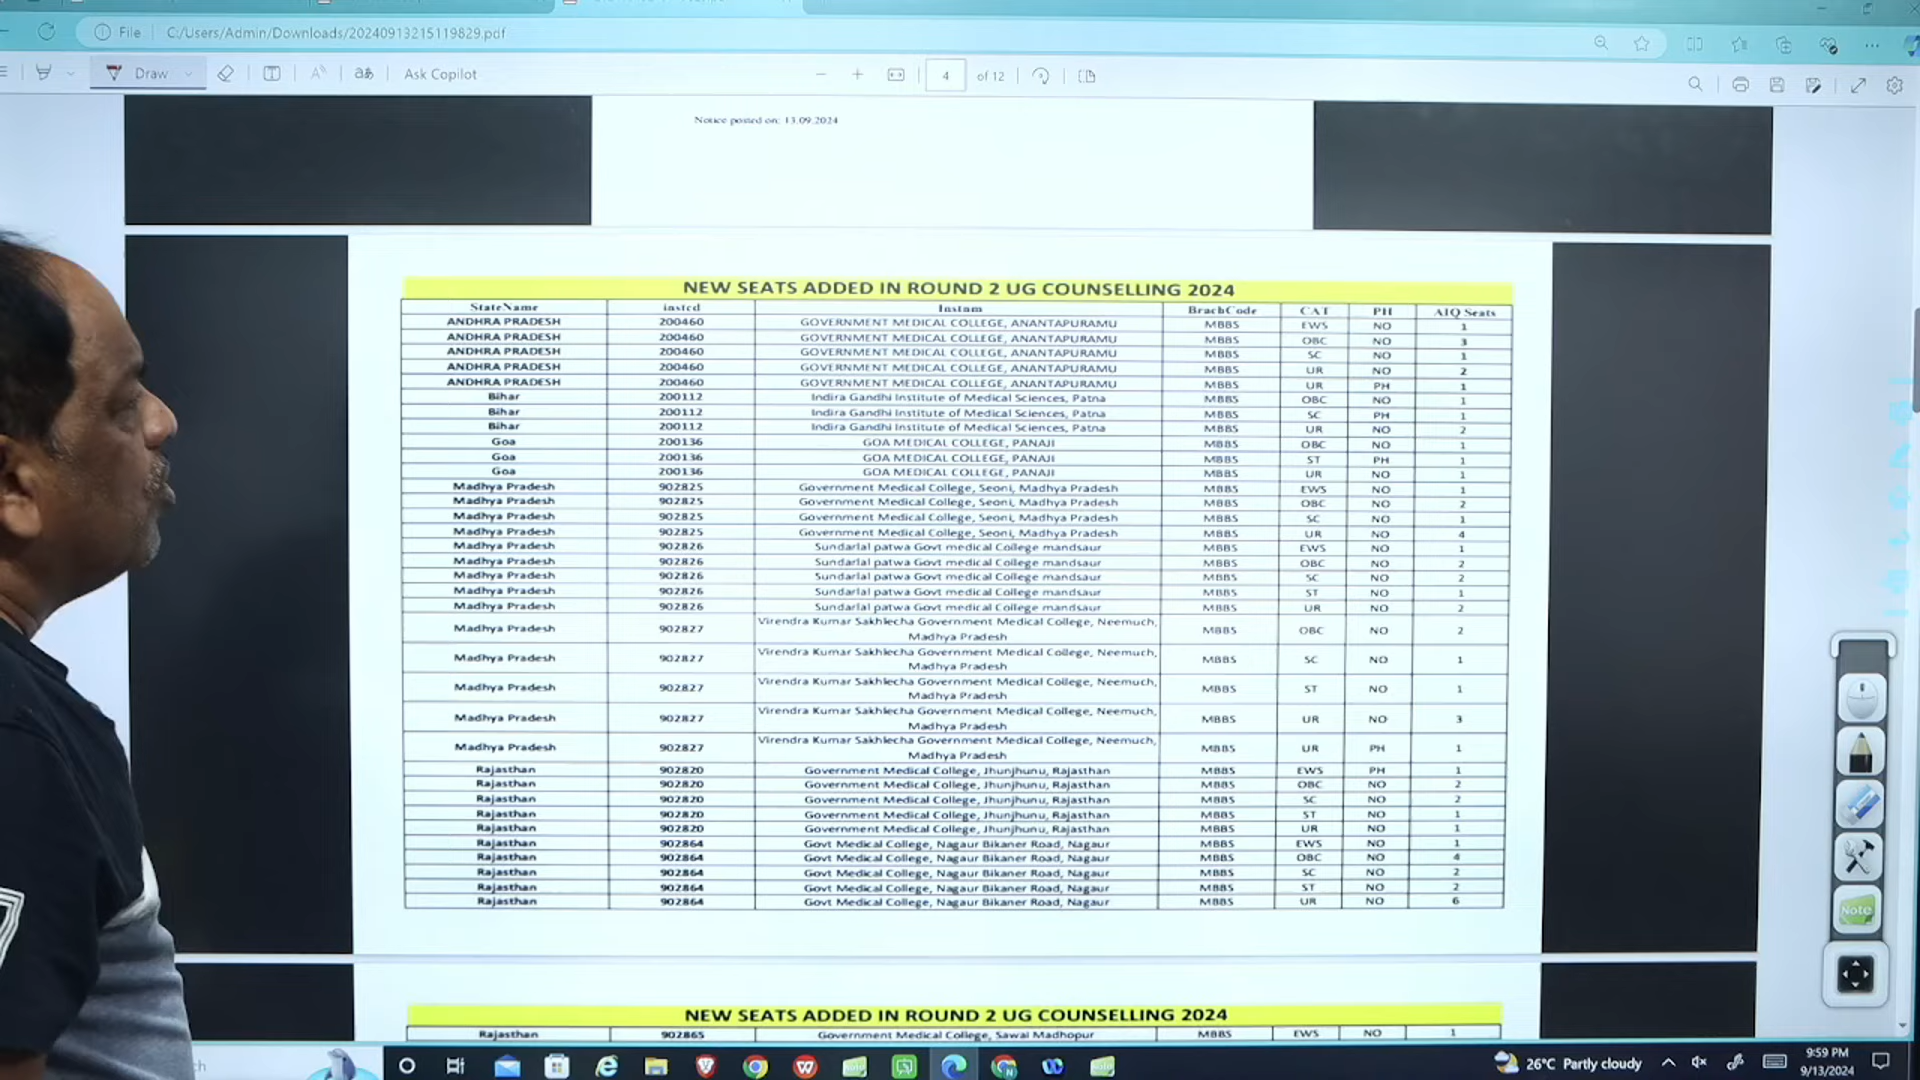 File C:/Users/Admin/Downloads/20240913215119829.pdf
Draw Ask Copilot 4 of 12
Notice posted on: 13.09.2024
NEW SEATS ADDED IN ROUND 2 UG COUNSELLING 2024
StateName instcd Instnm BrachCode CAT PH AIQ Seats
ANDHRA PRADESH 200460 GOVERNMENT MEDICAL COLLEGE, ANANTAPURAMU MBBS EWS NO 1
ANDHRA PRADESH 200460 GOVERNMENT MEDICAL COLLEGE, ANANTAPURAMU MBBS OBC NO 3
ANDHRA PRADESH 200460 GOVERNMENT MEDICAL COLLEGE, ANANTAPURAMU MBBS SC NO 1
ANDHRA PRADESH 200460 GOVERNMENT MEDICAL COLLEGE, ANANTAPURAMU MBBS UR NO 2
ANDHRA PRADESH 200460 GOVERNMENT MEDICAL COLLEGE, ANANTAPURAMU MBBS UR PH 1
Bihar 200112 Indira Gandhi Institute of Medical Sciences, Patna MBBS OBC NO 1
Bihar 200112 Indira Gandhi Institute of Medical Sciences, Patna MBBS SC PH 1
Bihar 200112 Indira Gandhi Institute of Medical Sciences, Patna MBBS UR NO 2
Goa 200136 GOA MEDICAL COLLEGE, PANAJI MBBS OBC NO 1
Goa 200136 GOA MEDICAL COLLEGE, PANAJI MBBS ST PH 1
Goa 200136 GOA MEDICAL COLLEGE, PANAJI MBBS UR NO 1
Madhya Pradesh 902825 Government Medical College, Seoni, Madhya Pradesh MBBS EWS NO 1
Madhya Pradesh 902825 Government Medical College, Seoni, Madhya Pradesh MBBS OBC NO 2
Madhya Pradesh 902825 Government Medical College, Seoni, Madhya Pradesh MBBS SC NO 1
Madhya Pradesh 902825 Government Medical College, Seoni, Madhya Pradesh MBBS UR NO 4
Madhya Pradesh 902826 Sundarlal patwa Govt medical College mandsaur MBBS EWS NO 1
Madhya Pradesh 902826 Sundarlal patwa Govt medical College mandsaur MBBS OBC NO 2
Madhya Pradesh 902826 Sundarlal patwa Govt medical College mandsaur MBBS SC NO 2
Madhya Pradesh 902826 Sundarlal patwa Govt medical College mandsaur MBBS ST NO 1
Madhya Pradesh 902826 Sundarlal patwa Govt medical College mandsaur MBBS UR NO 2
Madhya Pradesh 902827 Virendra Kumar Sakhlecha Government Medical College, Neemuch, MBBS OBC NO 2
Madhya Pradesh
Madhya Pradesh 902827 Virendra Kumar Sakhlecha Government Medical College, Neemuch, MBBS SC NO 1
Madhya Pradesh
Madhya Pradesh 902827 Virendra Kumar Sakhlecha Government Medical College, Neemuch, MBBS ST NO 1
Madhya Pradesh
Madhya Pradesh 902827 Virendra Kumar Sakhlecha Government Medical College, Neemuch, MBBS UR NO 3
Madhya Pradesh
Madhya Pradesh 902827 Virendra Kumar Sakhlecha Government Medical College, Neemuch, MBBS UR PH 1
Madhya Pradesh
Rajasthan 902820 Government Medical College, Jhunjhunu, Rajasthan MBBS EWS PH 1
Rajasthan 902820 Government Medical College, Jhunjhunu, Rajasthan MBBS OBC NO 2
Rajasthan 902820 Government Medical College, Jhunjhunu, Rajasthan MBBS SC NO 2
Rajasthan 902820 Government Medical College, Jhunjhunu, Rajasthan MBBS ST NO 1
Rajasthan 902820 Government Medical College, Jhunjhunu, Rajasthan MBBS UR NO 1
Rajasthan 902864 Govt Medical College, Nagaur Bikaner Road, Nagaur MBBS EWS NO 1
Rajasthan 902864 Govt Medical College, Nagaur Bikaner Road, Nagaur MBBS OBC NO 4
Rajasthan 902864 Govt Medical College, Nagaur Bikaner Road, Nagaur MBBS SC NO 2
Rajasthan 902864 Govt Medical College, Nagaur Bikaner Road, Nagaur MBBS ST NO 2
Rajasthan 902864 Govt Medical College, Nagaur Bikaner Road, Nagaur MBBS UR NO 6
NEW SEATS ADDED IN ROUND 2 UG COUNSELLING 2024
Rajasthan 902865 Government Medical College, Sawai Madhopur MBBS EWS NO 1
Note
26°C Partly cloudy
9:59 PM
9/13/2024